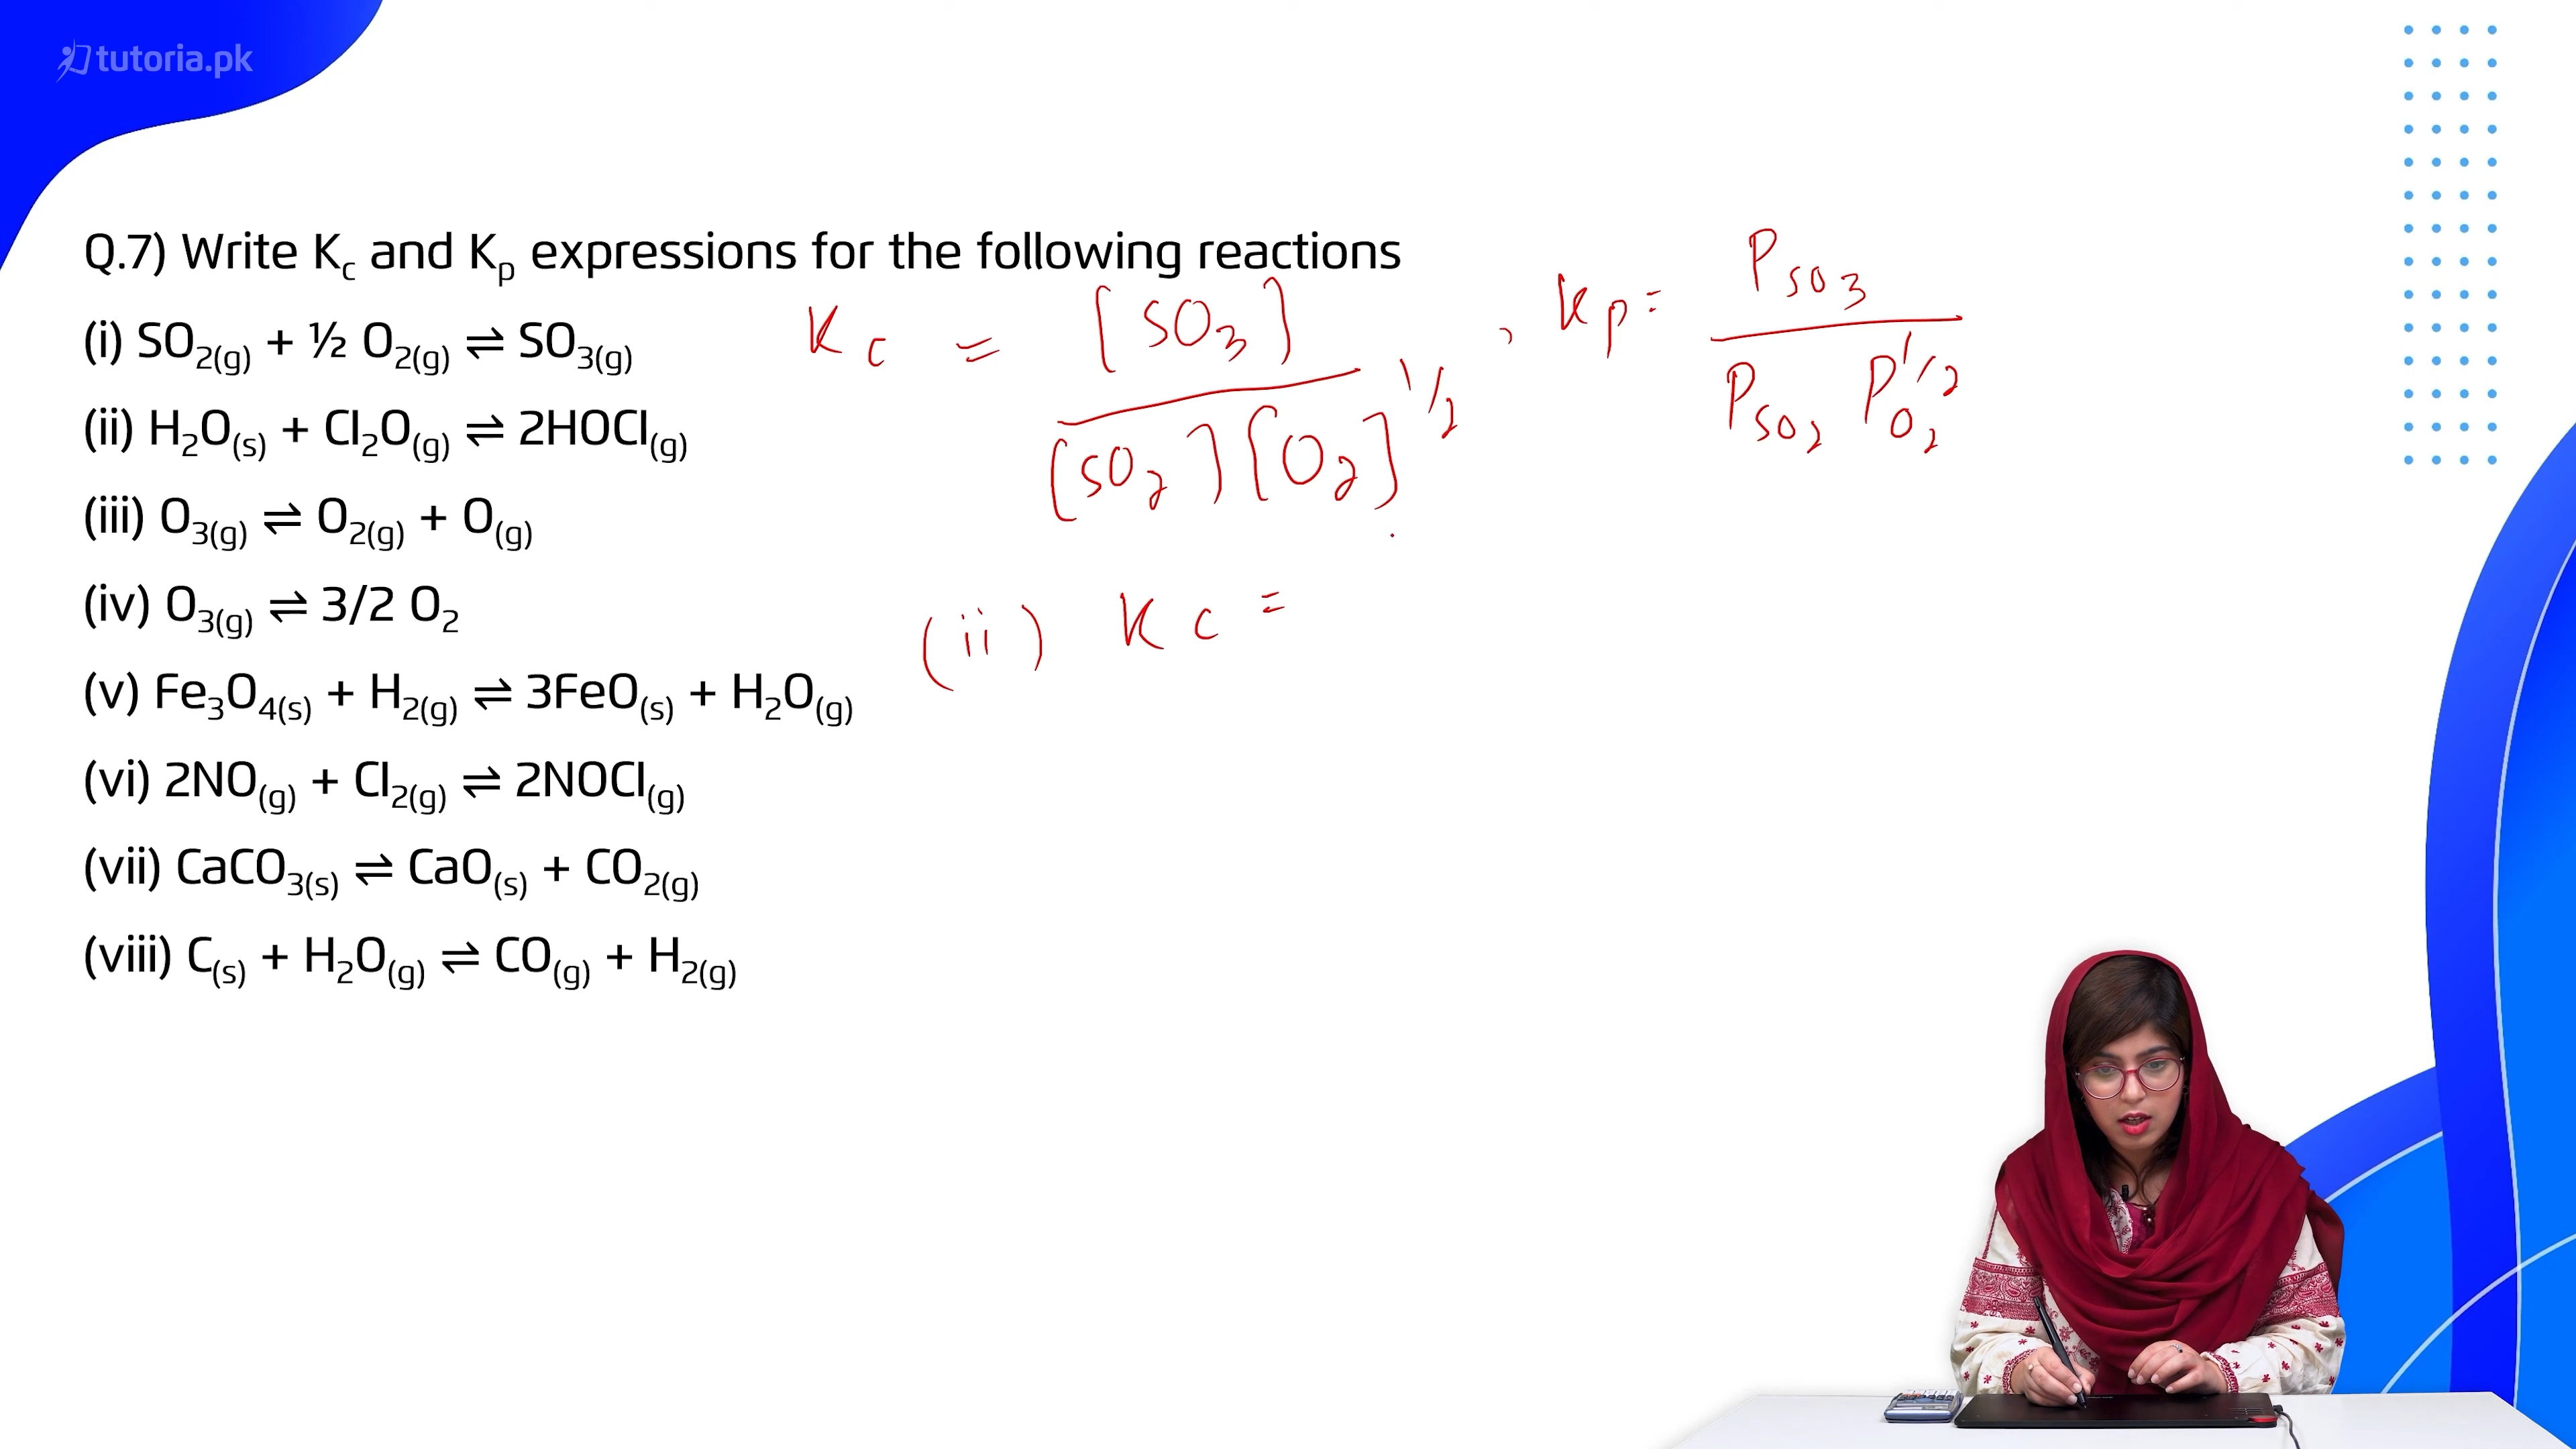 tutoria.pk
Q.7) Write Kc and Kp expressions for the following reactions
(i) SO2(g) + ½ O2(g) ⇌ SO3(g)
(ii) H2O(s) + Cl2O(g) ⇌ 2HOCl(g)
(iii) O3(g) ⇌ O2(g) + O(g)
(iv) O3(g) ⇌ 3/2 O2
(v) Fe3O4(s) + H2(g) ⇌ 3FeO(s) + H2O(g)
(vi) 2NO(g) + Cl2(g) ⇌ 2NOCl(g)
(vii) CaCO3(s) ⇌ CaO(s) + CO2(g)
(viii) C(s) + H2O(g) ⇌ CO(g) + H2(g)
Kc = [SO3] / [SO2][O2]^1/2 , Kp = PSO3 / PSO2 PO2^1/2
(ii) Kc =